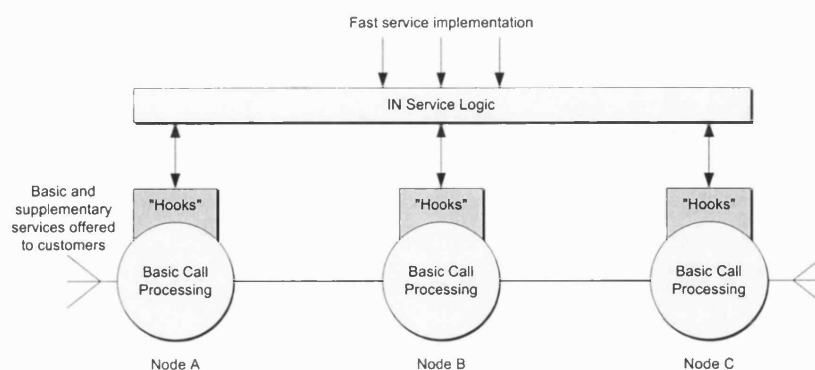 Fast service implementation
IN Service Logic
Basic and
supplementary
services offered
to customers
"Hooks"
"Hooks"
"Hooks"
Basic Call
Processing
Basic Call
Processing
Basic Call
Processing
Node A
Node B
Node C